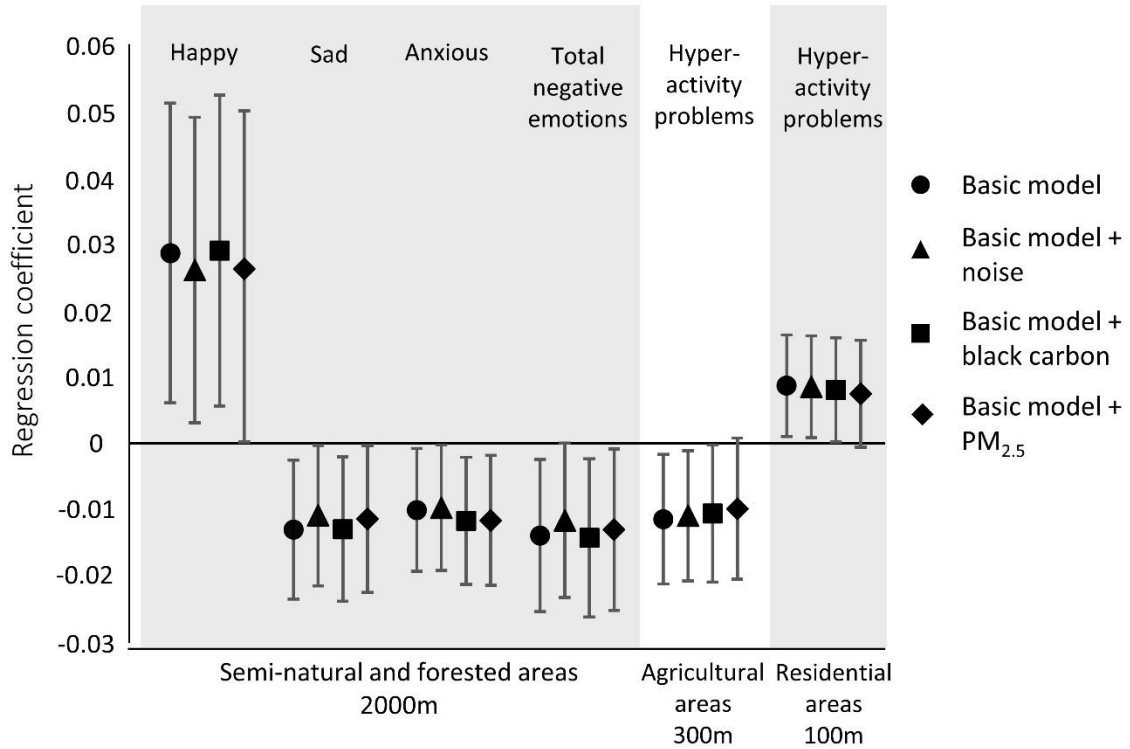 Regression coefficient
0.06
0.05
0.04
0.03
0.02
0.01
0
-0.01
-0.02
-0.03
Happy
Sad
Anxious
Total
negative
emotions
Hyper-
activity
problems
Hyper-
activity
problems
Semi-natural and forested areas
2000m
Agricultural
areas
300m
Residential
areas
100m
Basic model
Basic model +
noise
Basic model +
black carbon
Basic model +
PM2.5